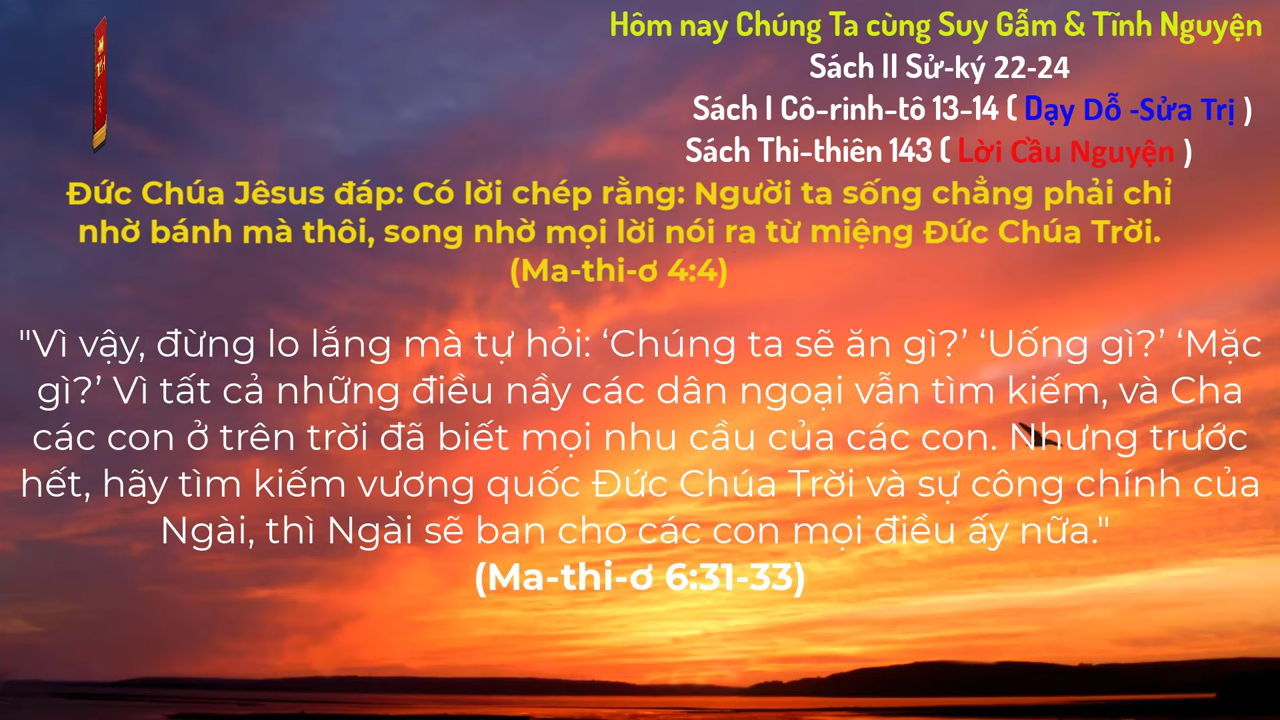 Hôm nay Chúng Ta cùng Suy Gẫm & Tĩnh Nguyện
Sách II Sử-ký 22-24
Sách I Cô-rinh-tô 13-14 ( Dạy Dỗ -Sửa Trị )
Sách Thi-thiên 143 ( Lời Cầu Nguyện )
Đức Chúa Jêsus đáp: Có lời chép rằng: Người ta sống chẳng phải chỉ
nhờ bánh mà thôi, song nhờ mọi lời nói ra từ miệng Đức Chúa Trời.
(Ma-thi-ơ 4:4)
"Vì vậy, đừng lo lắng mà tự hỏi: ‘Chúng ta sẽ ăn gì?’ ‘Uống gì?’ ‘Mặc
gì?’ Vì tất cả những điều nầy các dân ngoại vẫn tìm kiếm, và Cha
các con ở trên trời đã biết mọi nhu cầu của các con. Nhưng trước
hết, hãy tìm kiếm vương quốc Đức Chúa Trời và sự công chính của
Ngài, thì Ngài sẽ ban cho các con mọi điều ấy nữa."
(Ma-thi-ơ 6:31-33)